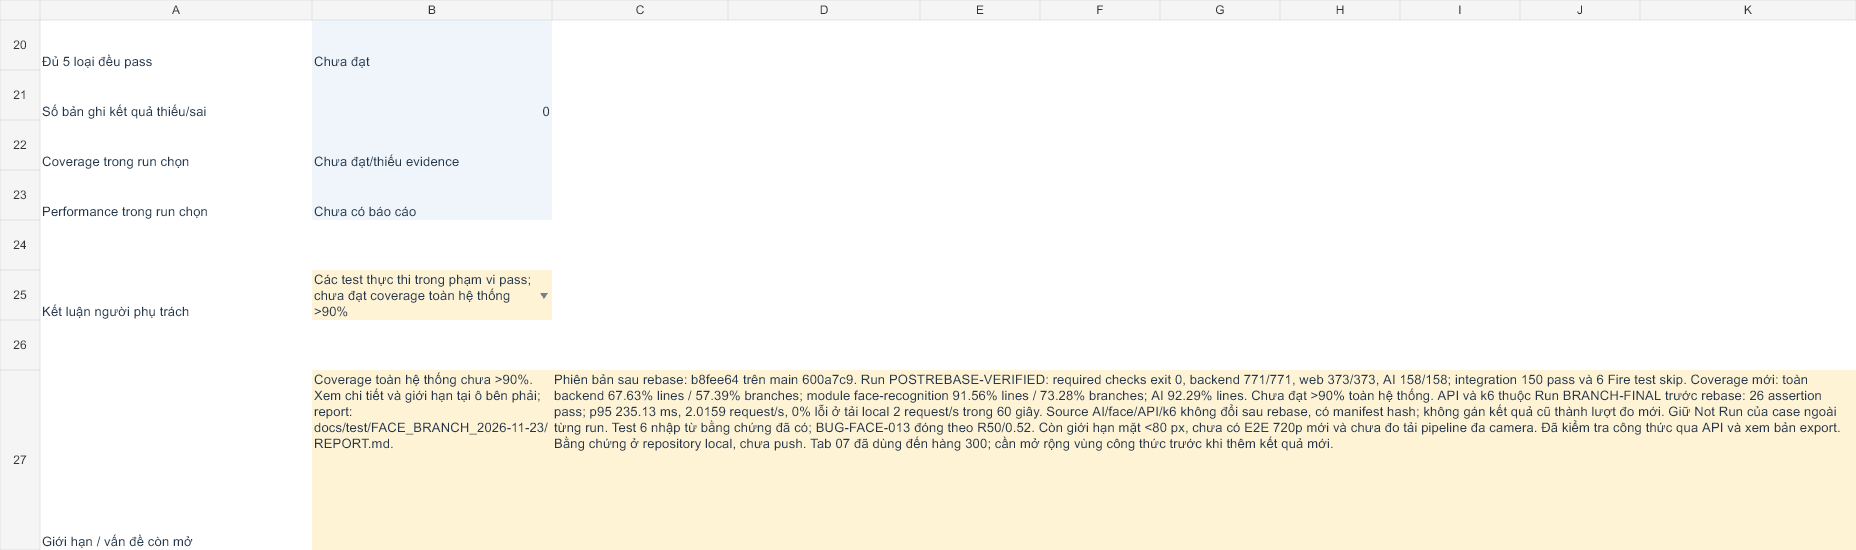 A B C D E F G H I J K
20
Đủ 5 loại đều pass Chưa đạt
21
Số bản ghi kết quả thiếu/sai 0
22
Coverage trong run chọn Chưa đạt/thiếu evidence
23
Performance trong run chọn Chưa có báo cáo
24
25
Kết luận người phụ trách
Các test thực thi trong phạm vi pass;
chưa đạt coverage toàn hệ thống
>90%
26
27
Giới hạn / vấn đề còn mở
Coverage toàn hệ thống chưa >90%.
Xem chi tiết và giới hạn tại ô bên phải;
report:
docs/test/FACE_BRANCH_2026-11-23/
REPORT.md.
Phiên bản sau rebase: b8fee64 trên main 600a7c9. Run POSTREBASE-VERIFIED: required checks exit 0, backend 771/771, web 373/373, AI 158/158; integration 150 pass và 6 Fire test skip. Coverage mới: toàn
backend 67.63% lines / 57.39% branches; module face-recognition 91.56% lines / 73.28% branches; AI 92.29% lines. Chưa đạt >90% toàn hệ thống. API và k6 thuộc Run BRANCH-FINAL trước rebase: 26 assertion
pass; p95 235.13 ms, 2.0159 request/s, 0% lỗi ở tải local 2 request/s trong 60 giây. Source AI/face/API/k6 không đổi sau rebase, có manifest hash; không gán kết quả cũ thành lượt đo mới. Giữ Not Run của case ngoài
từng run. Test 6 nhập từ bằng chứng đã có; BUG-FACE-013 đóng theo R50/0.52. Còn giới hạn mặt <80 px, chưa có E2E 720p mới và chưa đo tải pipeline đa camera. Đã kiểm tra công thức qua API và xem bản export.
Bằng chứng ở repository local, chưa push. Tab 07 đã dùng đến hàng 300; cần mở rộng vùng công thức trước khi thêm kết quả mới.